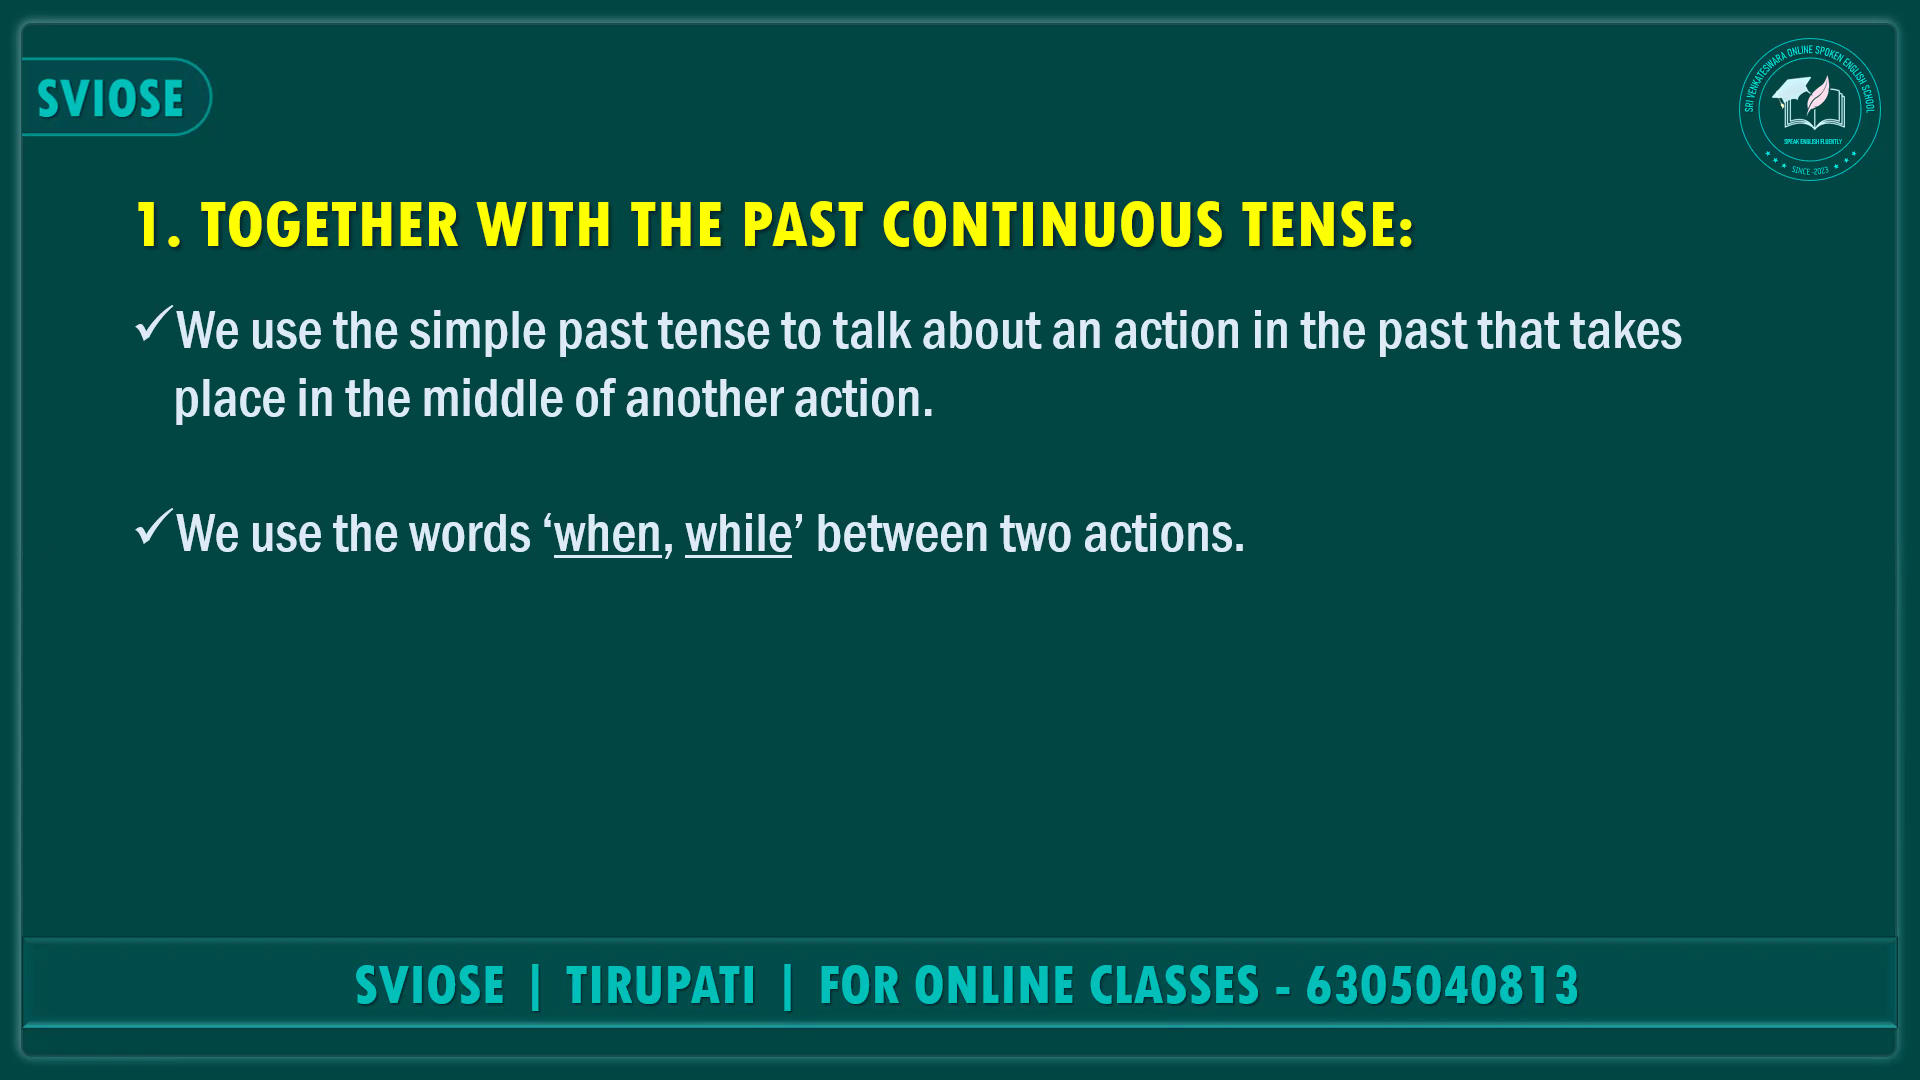 SVIOSE
SRI VENKATESWARA ONLINE SPOKEN ENGLISH SCHOOL
SPEAK ENGLISH FLUENTLY
SINCE -2023
1. TOGETHER WITH THE PAST CONTINUOUS TENSE:
✓We use the simple past tense to talk about an action in the past that takes
place in the middle of another action.
✓We use the words ‘when, while’ between two actions.
SVIOSE | TIRUPATI | FOR ONLINE CLASSES - 6305040813